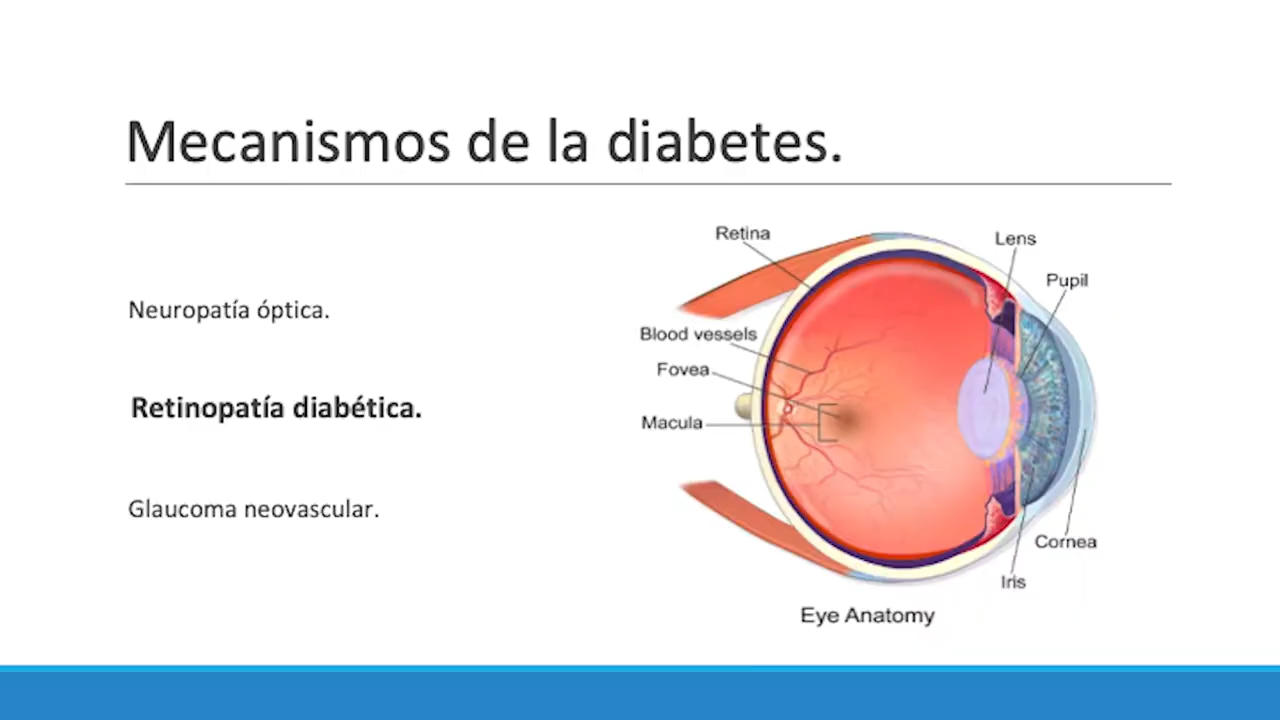 Mecanismos de la diabetes.
Neuropatía óptica.
Retinopatía diabética.
Glaucoma neovascular.
Retina
Lens
Pupil
Blood vessels
Fovea
Macula
Cornea
Iris
Eye Anatomy